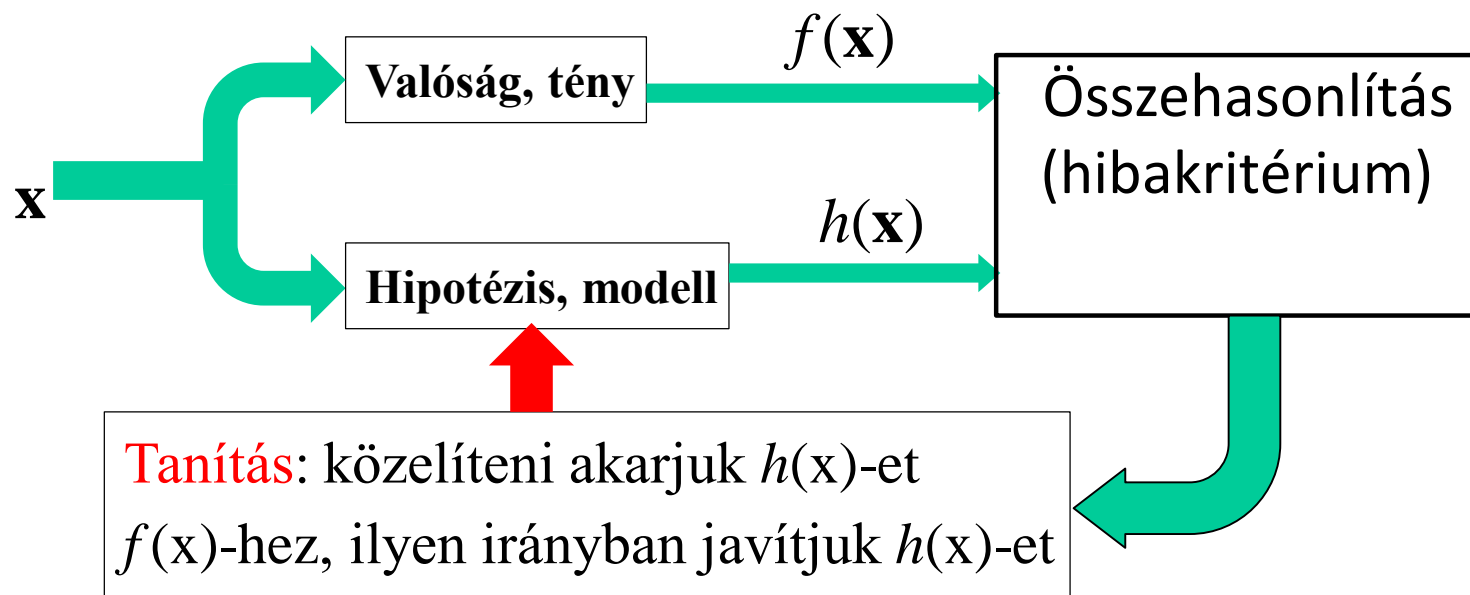 f(x)
Valóság, tény
Összehasonlítás
(hibakritérium)
x
h(x)
Hipotézis, modell
Tanítás: közelíteni akarjuk h(x)-et
f(x)-hez, ilyen irányban javítjuk h(x)-et